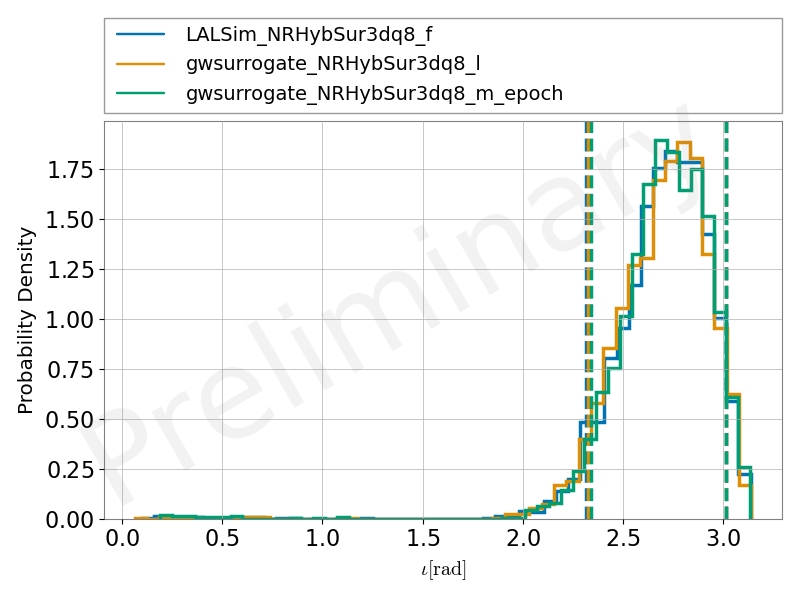 LALSim_NRHybSur3dq8_f
gwsurrogate_NRHybSur3dq8_l
gwsurrogate_NRHybSur3dq8_m_epoch
Preliminary
Probability Density
1.75
1.50
1.25
1.00
0.75
0.50
0.25
0.00
0.0 0.5 1.0 1.5 2.0 2.5 3.0
ι[rad]